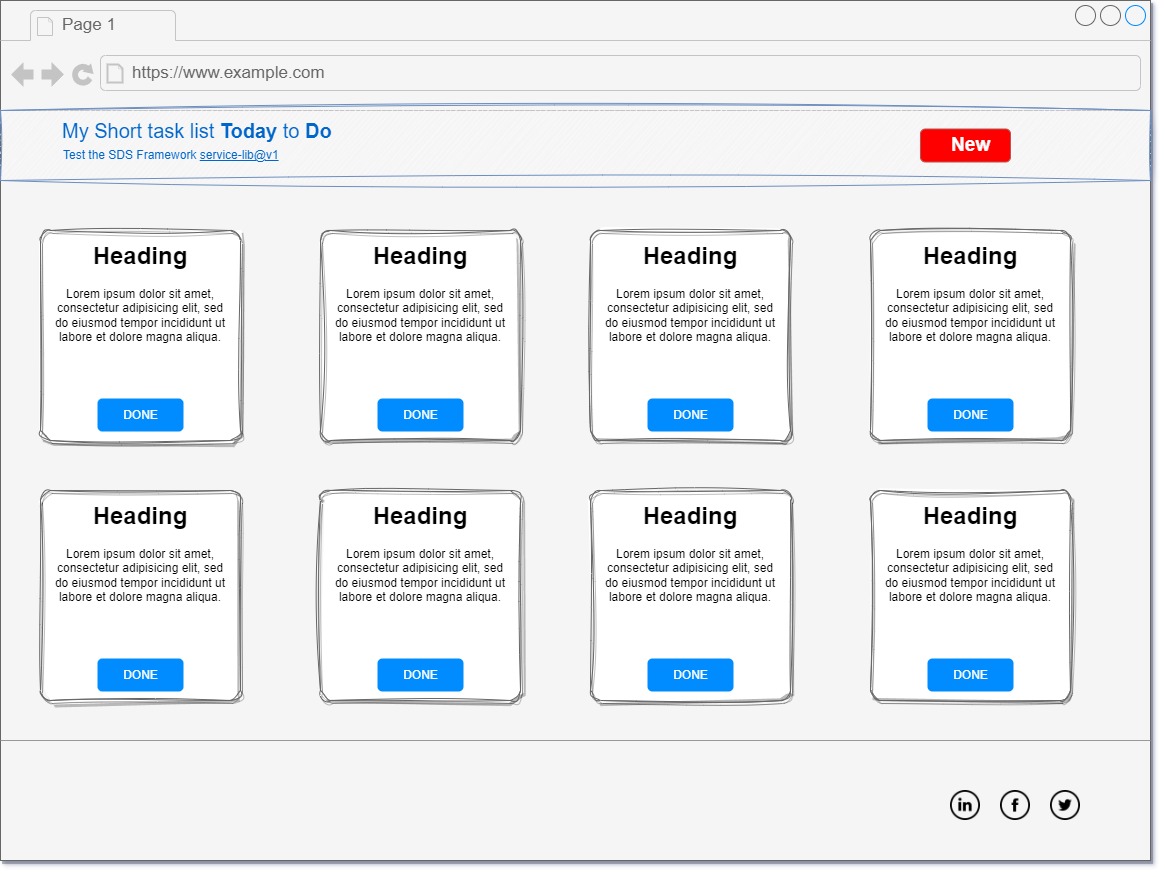 Page 1
https://www.example.com
My Short task list Today to Do
Test the SDS Framework service-lib@v1
New
Heading
Lorem ipsum dolor sit amet,
consectetur adipisicing elit, sed
do eiusmod tempor incididunt ut
labore et dolore magna aliqua.
DONE
Heading
Lorem ipsum dolor sit amet,
consectetur adipisicing elit, sed
do eiusmod tempor incididunt ut
labore et dolore magna aliqua.
DONE
Heading
Lorem ipsum dolor sit amet,
consectetur adipisicing elit, sed
do eiusmod tempor incididunt ut
labore et dolore magna aliqua.
DONE
Heading
Lorem ipsum dolor sit amet,
consectetur adipisicing elit, sed
do eiusmod tempor incididunt ut
labore et dolore magna aliqua.
DONE
Heading
Lorem ipsum dolor sit amet,
consectetur adipisicing elit, sed
do eiusmod tempor incididunt ut
labore et dolore magna aliqua.
DONE
Heading
Lorem ipsum dolor sit amet,
consectetur adipisicing elit, sed
do eiusmod tempor incididunt ut
labore et dolore magna aliqua.
DONE
Heading
Lorem ipsum dolor sit amet,
consectetur adipisicing elit, sed
do eiusmod tempor incididunt ut
labore et dolore magna aliqua.
DONE
Heading
Lorem ipsum dolor sit amet,
consectetur adipisicing elit, sed
do eiusmod tempor incididunt ut
labore et dolore magna aliqua.
DONE
in f